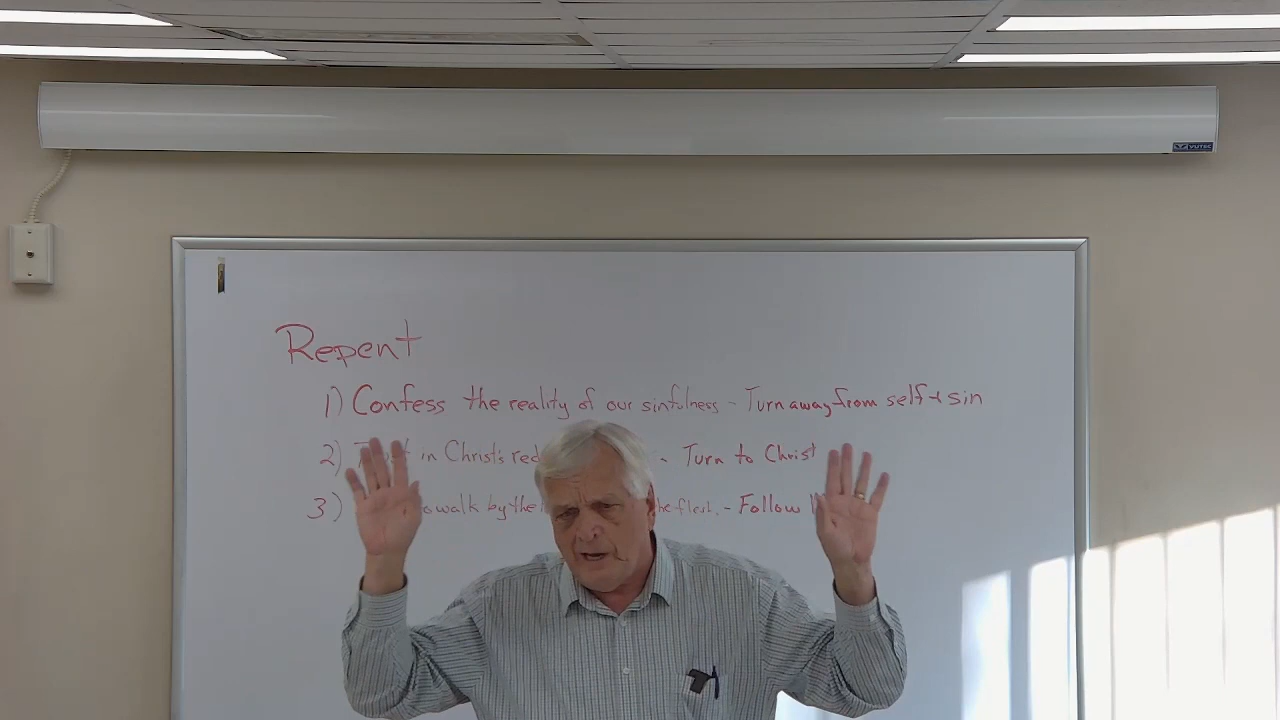 VUTEC
Repent
1) Confess the reality of our sinfulness - Turn away from self & sin
2) in Christ's - Turn to Christ
3) walk by the flesh. - Follow